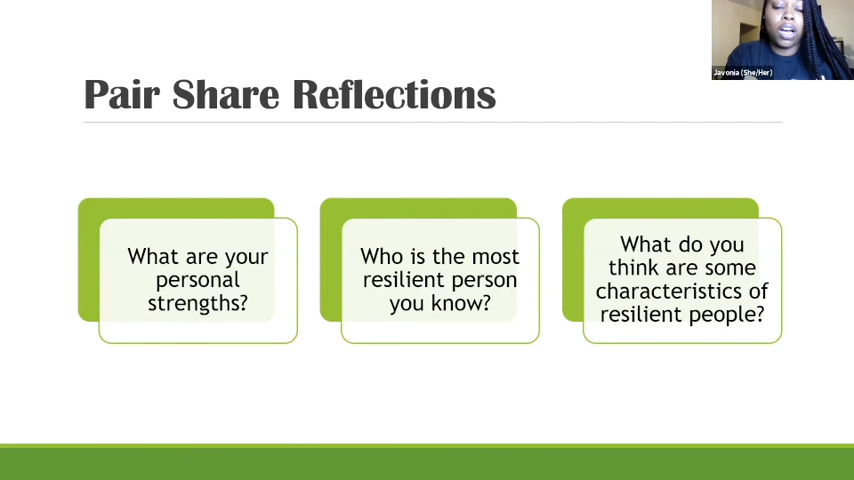 Javonia (She/Her)
Pair Share Reflections
What are your
personal
strengths?
Who is the most
resilient person
you know?
What do you
think are some
characteristics of
resilient people?